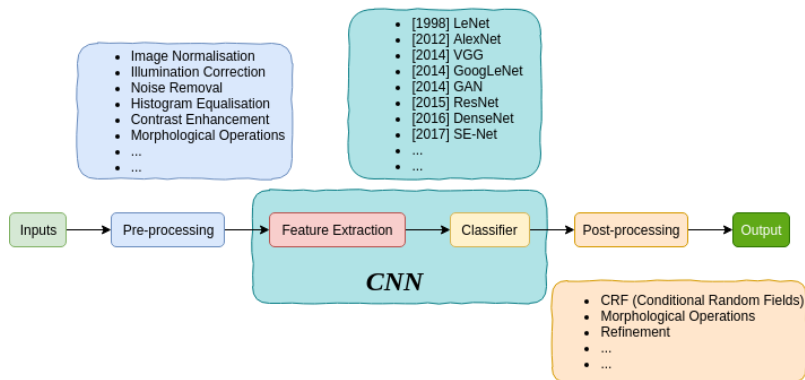 • Image Normalisation
• Illumination Correction
• Noise Removal
• Histogram Equalisation
• Contrast Enhancement
• Morphological Operations
• ...
• ...
• [1998] LeNet
• [2012] AlexNet
• [2014] VGG
• [2014] GoogLeNet
• [2014] GAN
• [2015] ResNet
• [2016] DenseNet
• [2017] SE-Net
• ...
• ...
Inputs
Pre-processing
Feature Extraction
Classifier
Post-processing
Output
CNN
• CRF (Conditional Random Fields)
• Morphological Operations
• Refinement
• ...
• ...